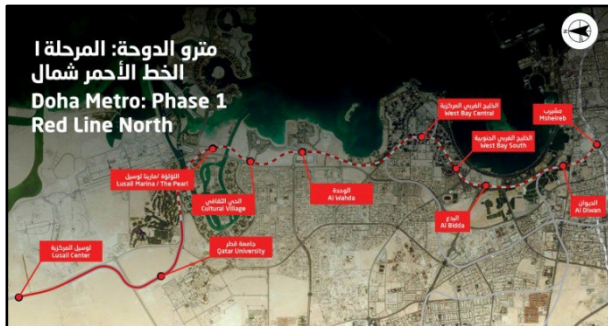 مترو الدوحة: المرحلة ١
الخط الأحمر شمال
Doha Metro: Phase 1
Red Line North
لوسيل المركزية
Lusail Center
جامعة قطر
Qatar University
اللؤلؤة /مارينا لوسيل
Lusail Marina / The Pearl
الحي الثقافي
Cultural Village
الوحدة
Al Wahda
الخليج الغربي المركزية
West Bay Central
الخليج الغربي الجنوبية
West Bay South
البدع
Al Bidda
الديوان
Al Diwan
مشيرب
Msheireb